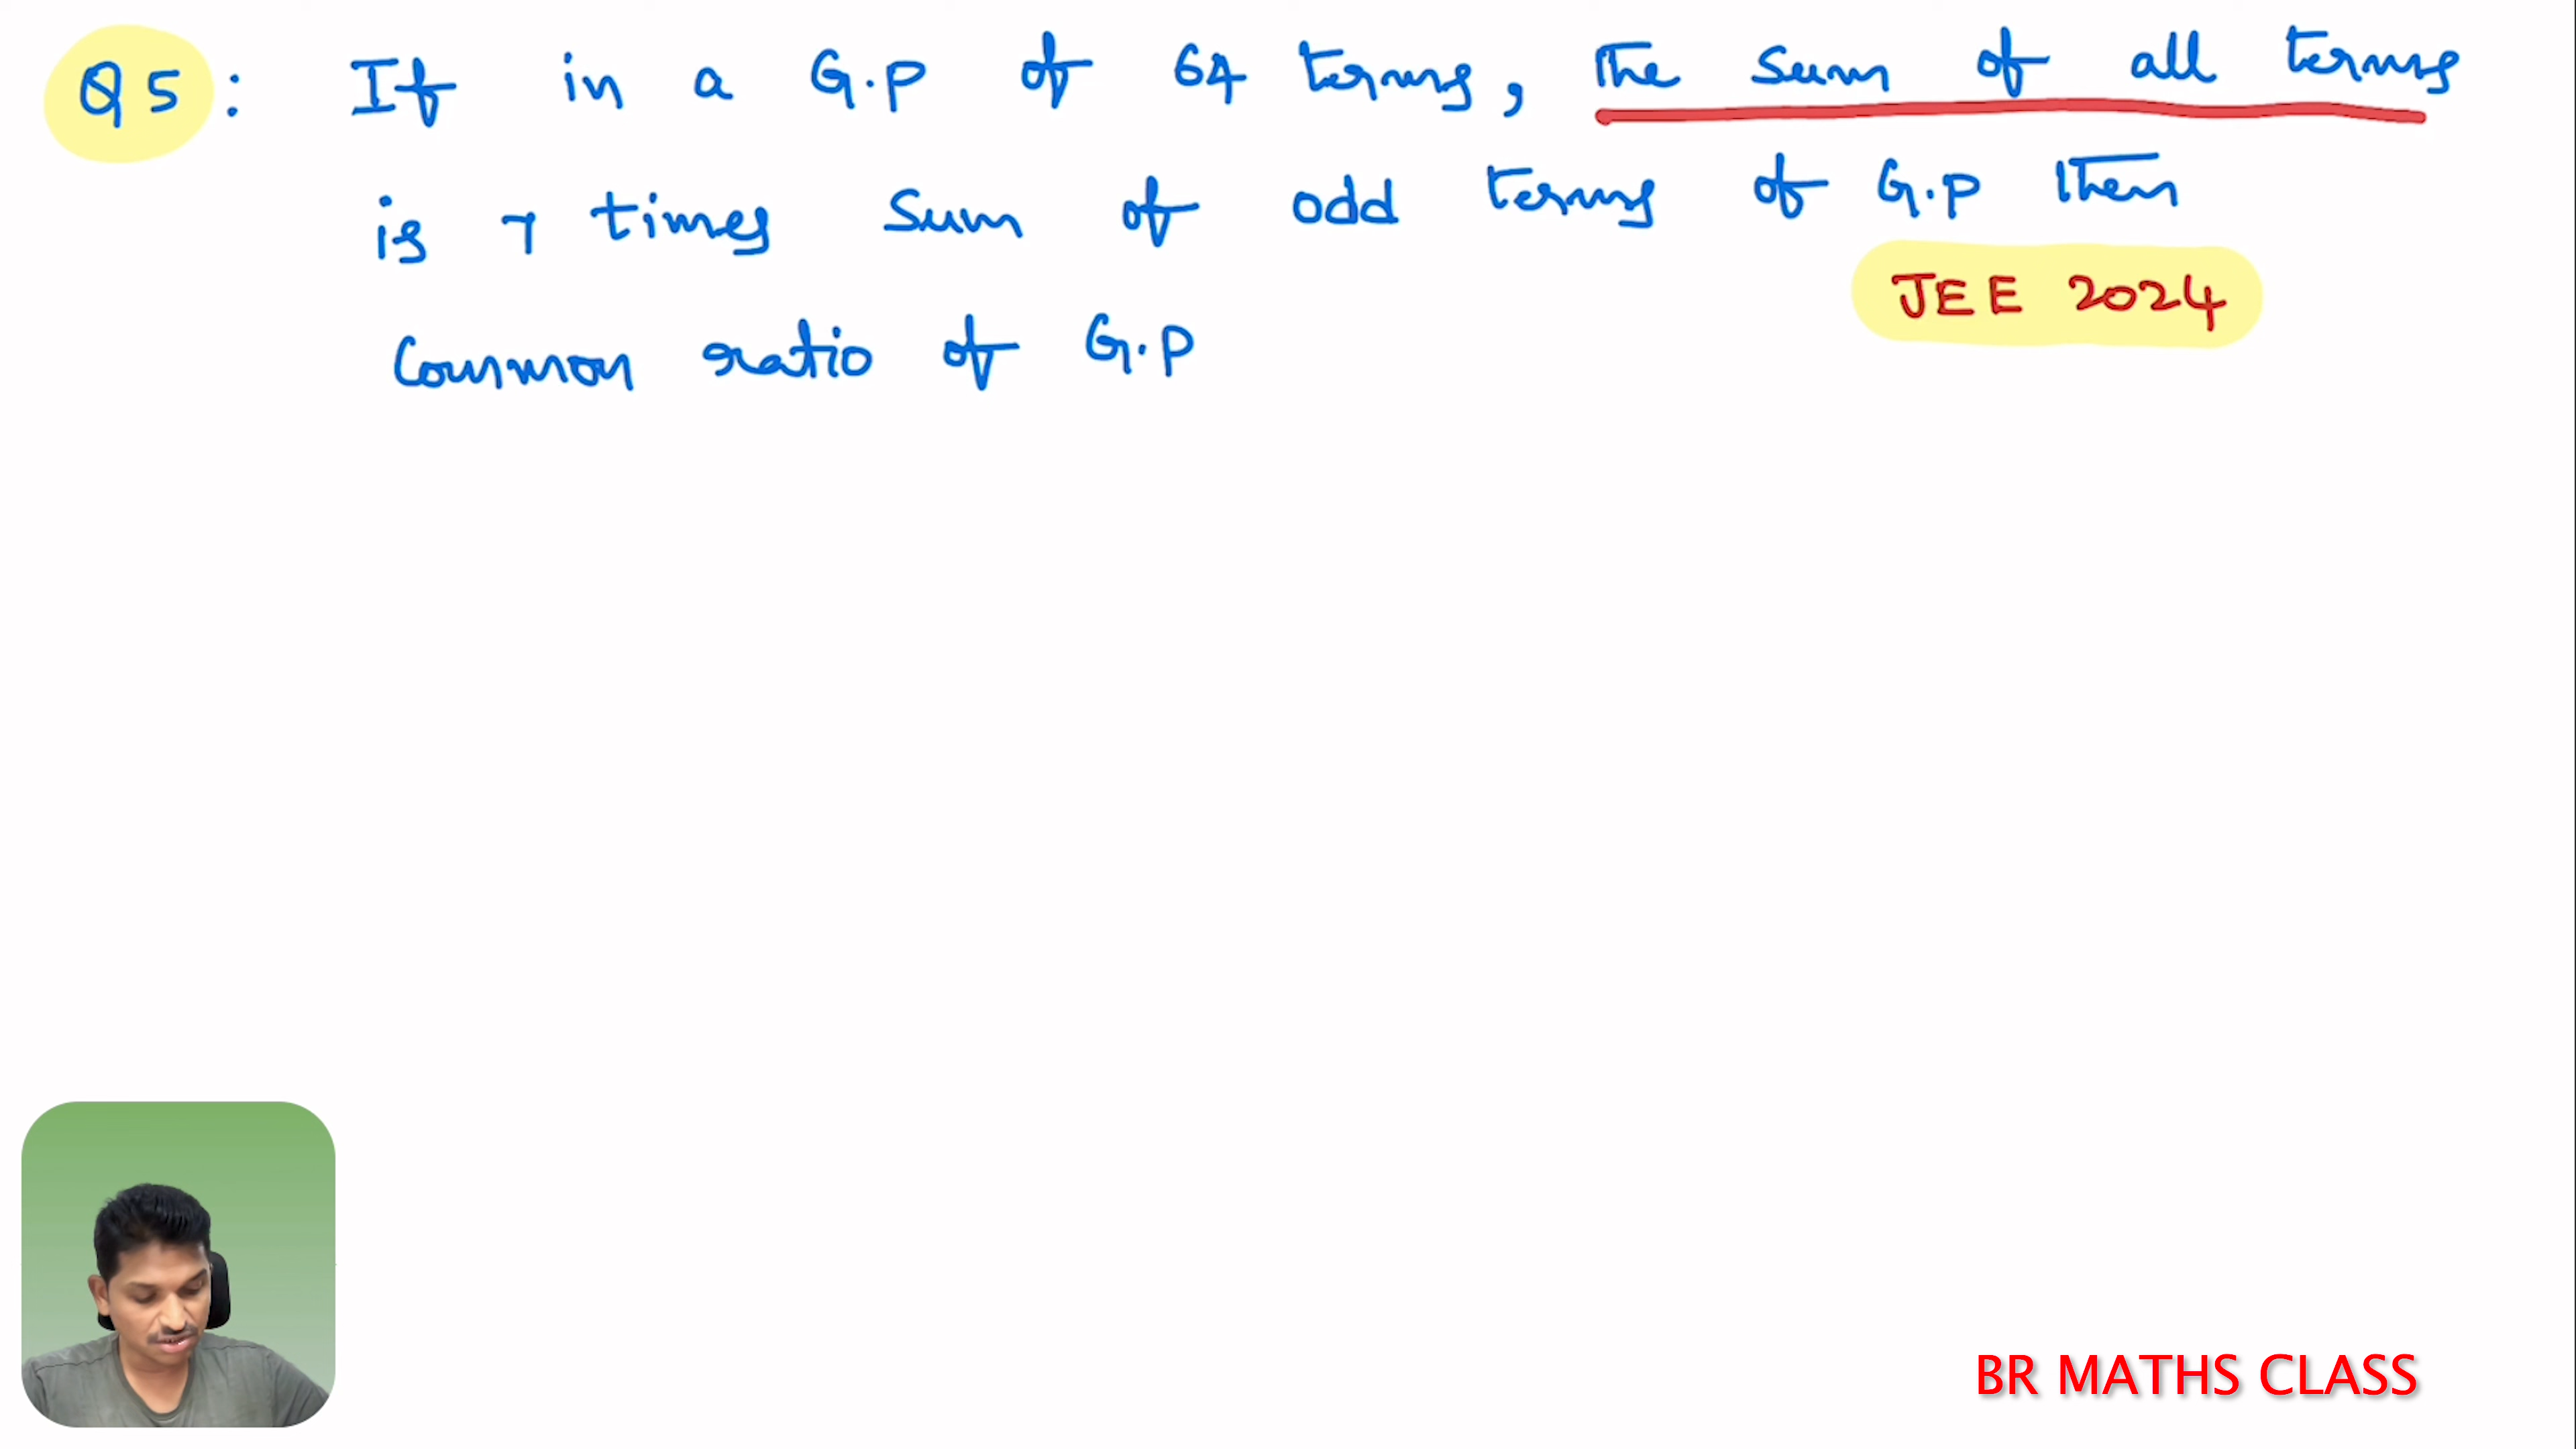 Q5 : If in a G.P of 64 terms, the sum of all terms
is 7 times sum of odd terms of G.P then
JEE 2024
common ratio of G.P
BR MATHS CLASS